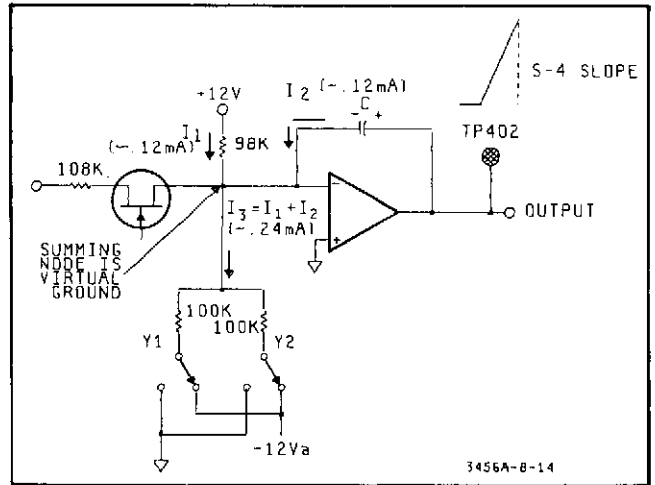 S-4 SLOPE
TP402
+12V
I1
(~.12mA)
98K
I2
(~.12mA)
C
-
+
108K
SUMMING
NODE IS
VIRTUAL
GROUND
I3=I1+I2
(~.24mA)
-
+
OUTPUT
100K
100K
Y1
Y2
-12Va
3456A-8-14